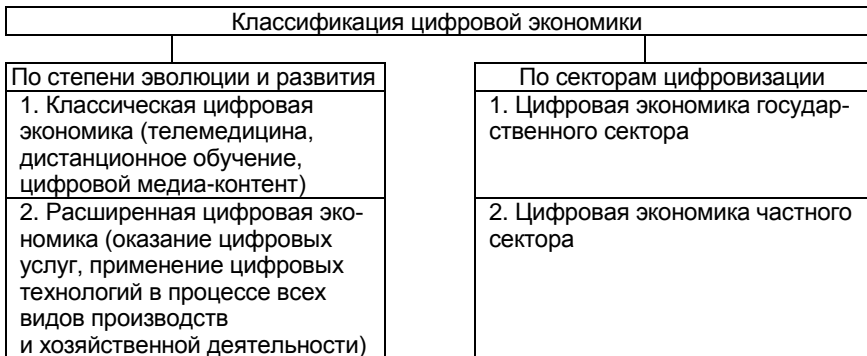 Классификация цифровой экономики
По степени эволюции и развития
1. Классическая цифровая
экономика (телемедицина,
дистанционное обучение,
цифровой медиа-контент)
2. Расширенная цифровая эко-
номика (оказание цифровых
услуг, применение цифровых
технологий в процессе всех
видов производств
и хозяйственной деятельности)
По секторам цифровизации
1. Цифровая экономика государ-
ственного сектора
2. Цифровая экономика частного
сектора